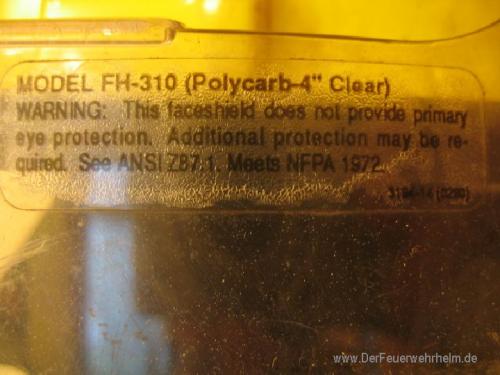 MODEL FH-310 (Polycarb-4" Clear)
WARNING: This faceshield does not provide primary
eye protection. Additional protection may be re-
quired. See ANSI Z87.1. Meets NFPA 1972.
www.DerFeuerwehrhelm.de